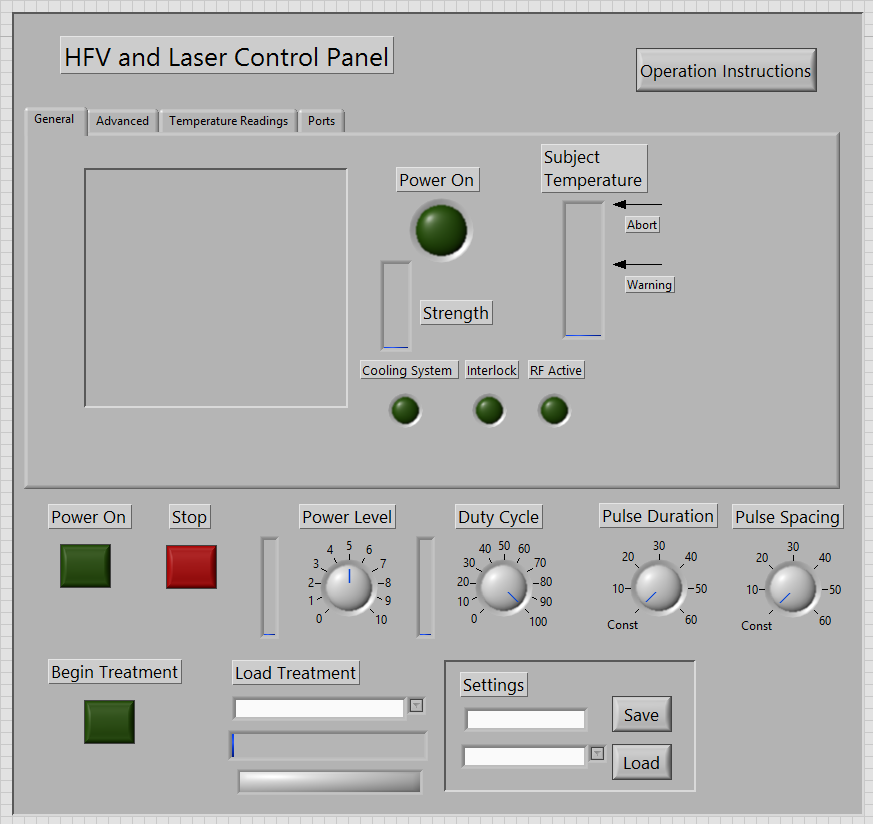 HFV and Laser Control Panel
Operation Instructions
General
Advanced
Temperature Readings
Ports
Power On
Subject
Temperature
Abort
Warning
Strength
Cooling System
Interlock
RF Active
Power On
Stop
Power Level
0
1
2
3
4
5
6
7
8
9
10
Duty Cycle
0
10
20
30
40
50
60
70
80
90
100
Pulse Duration
Const
10
20
30
40
50
60
Pulse Spacing
Const
10
20
30
40
50
60
Begin Treatment
Load Treatment
Settings
Save
Load